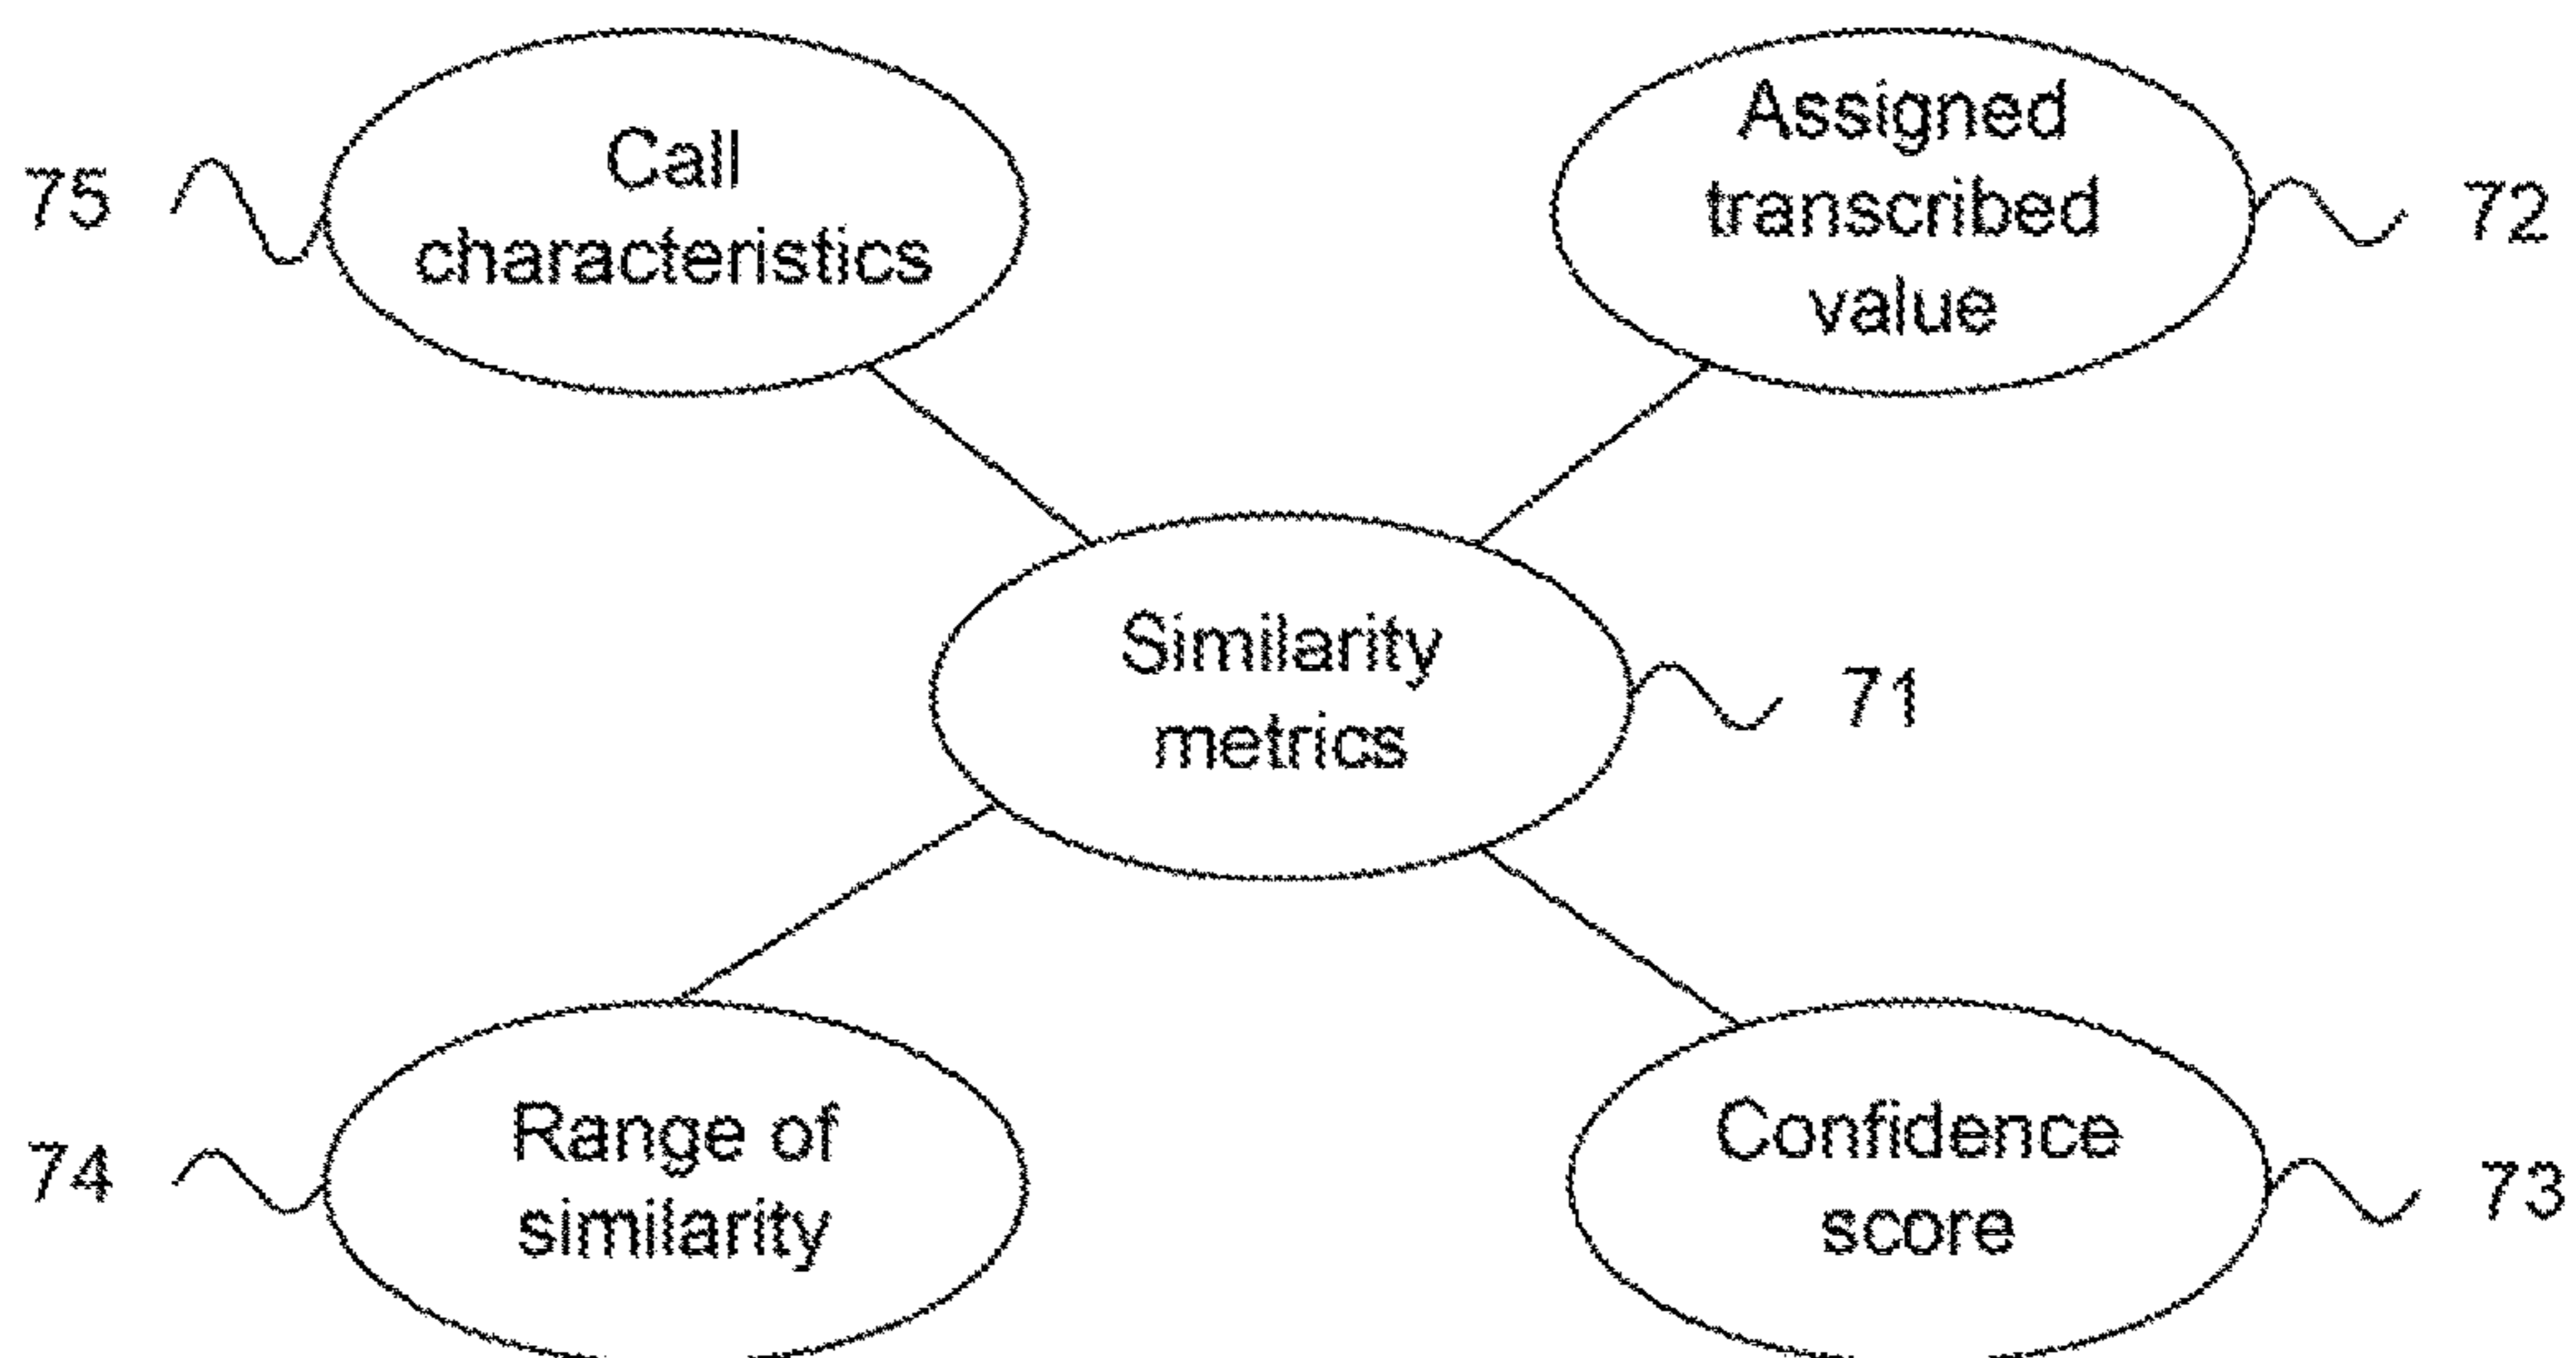 Call
characteristics
75
Assigned
transcribed
value
72
Similarity
metrics
71
Range of
similarity
74
Confidence
score
73